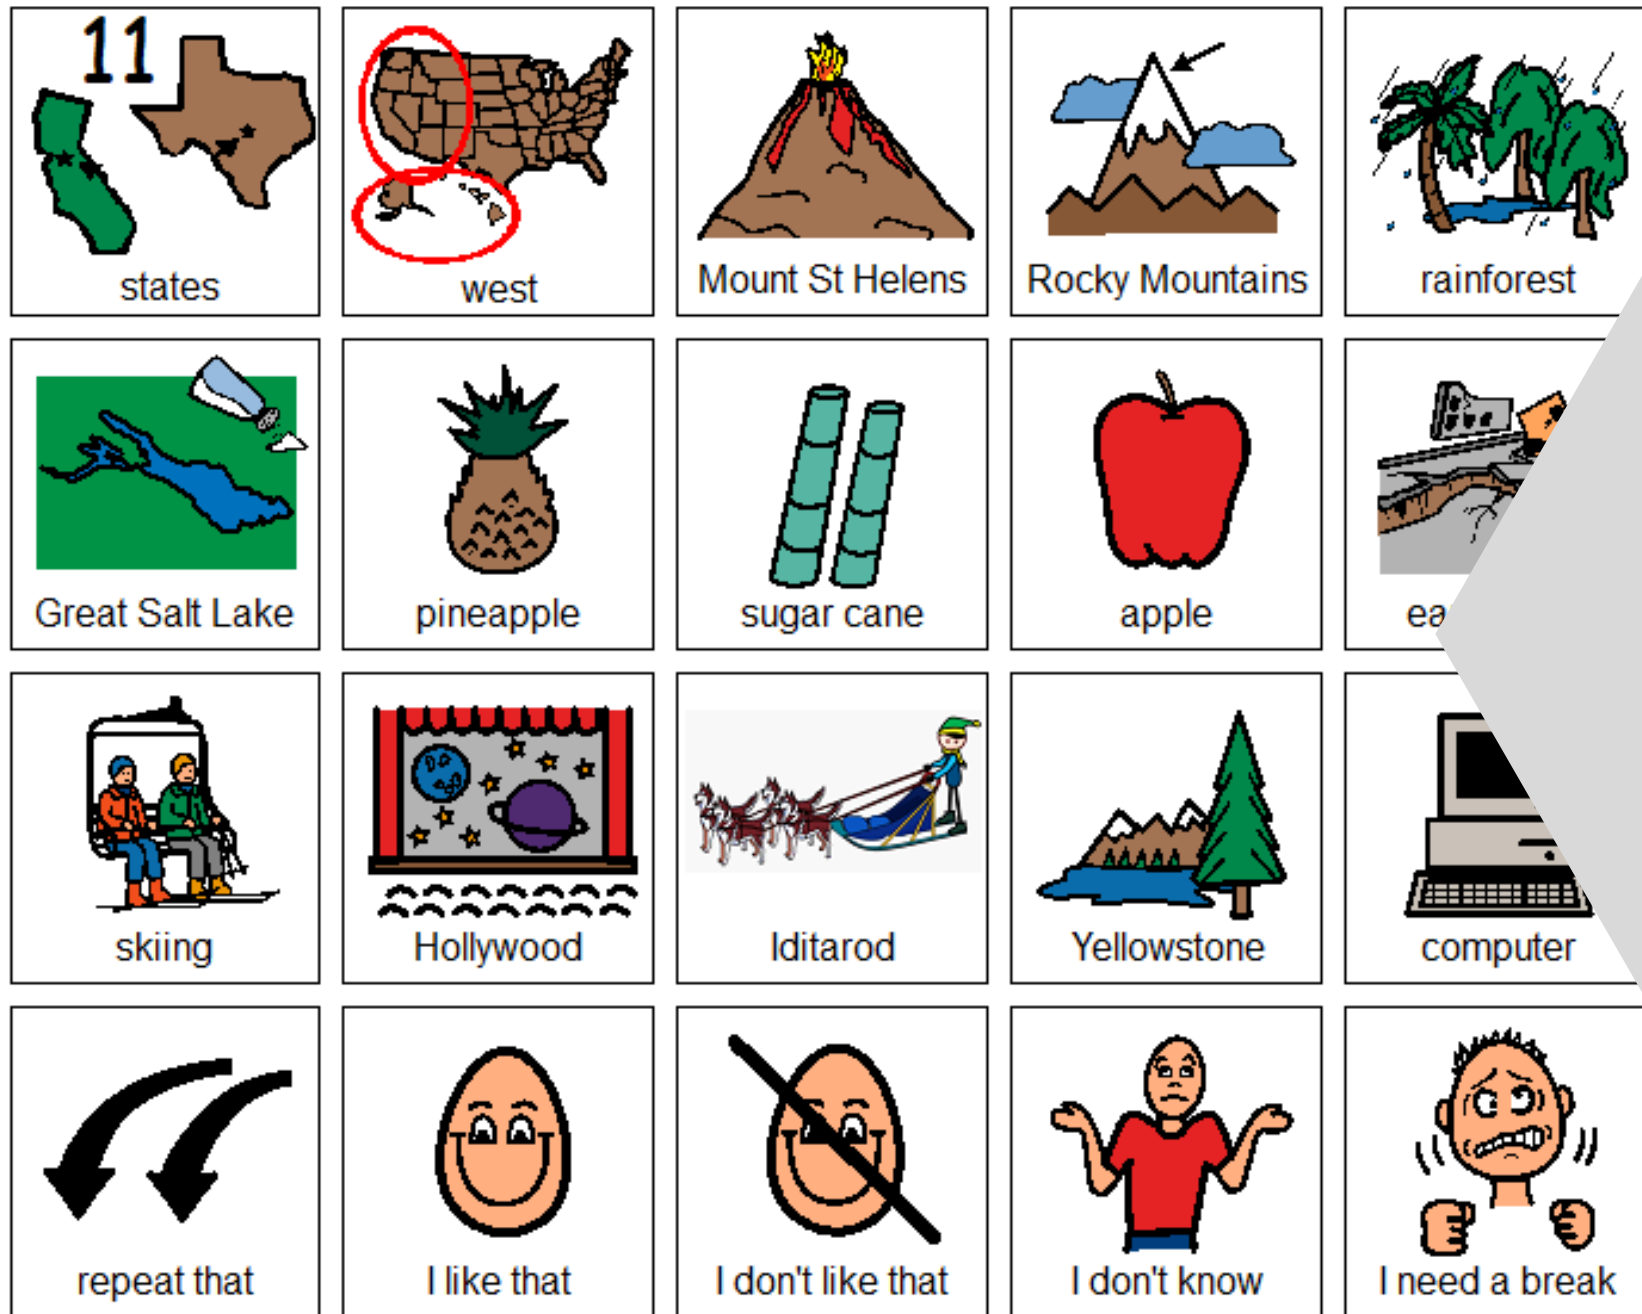 11
states
west
Mount St Helens
Rocky Mountains
rainforest
Great Salt Lake
pineapple
sugar cane
apple
skiing
Hollywood
Iditarod
Yellowstone
computer
repeat that
I like that
I don't like that
I don't know
I need a break